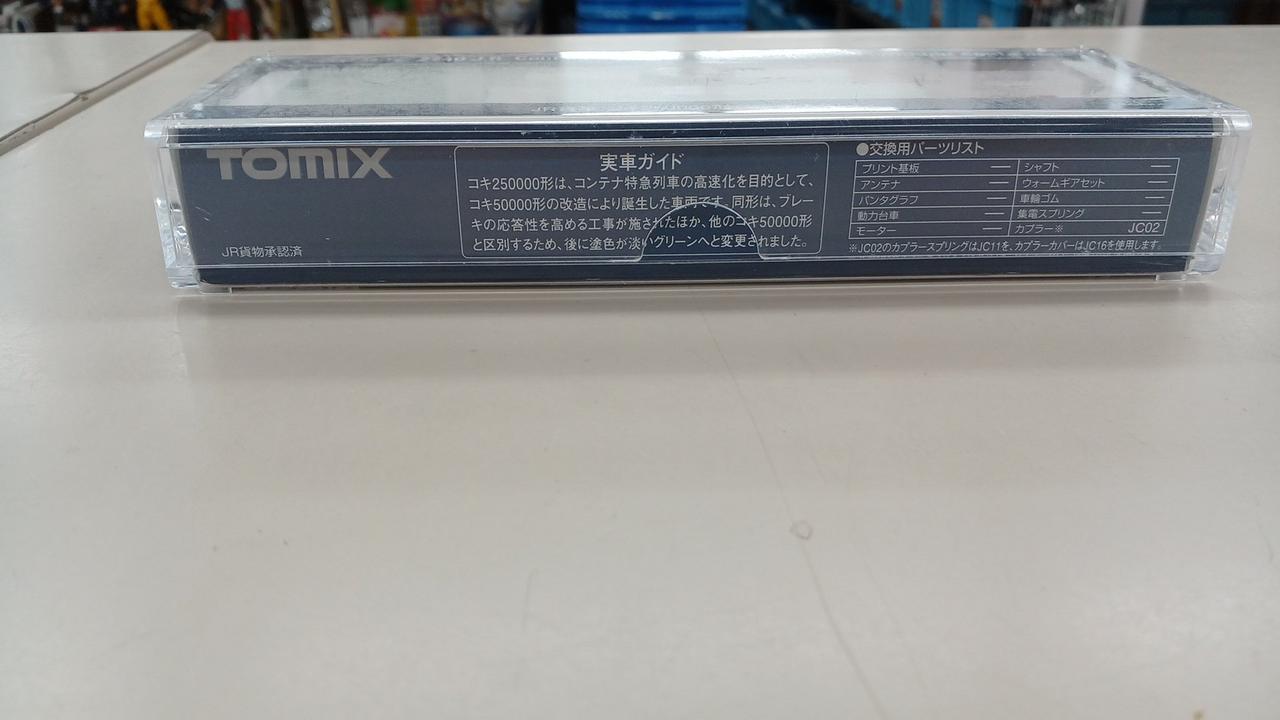 TOMIX
JR貨物承認済
実車ガイド
コキ250000形は、コンテナ特急列車の高速化を目的として、
コキ50000形の改造により誕生した車両です。同形は、ブレー
キの応答性を高める工事が施されたほか、他のコキ50000形
と区別するため、後に塗色が淡いグリーンへと変更されました。
●交換用パーツリスト
プリント基板 — シャフト —
アンテナ — ウォームギアセット —
パンタグラフ — 車輪ゴム —
動力台車 — 集電スプリング —
モーター — カプラー※ JC02
※JC02のカプラースプリングはJC11を、カプラーカバーはJC16を使用します。